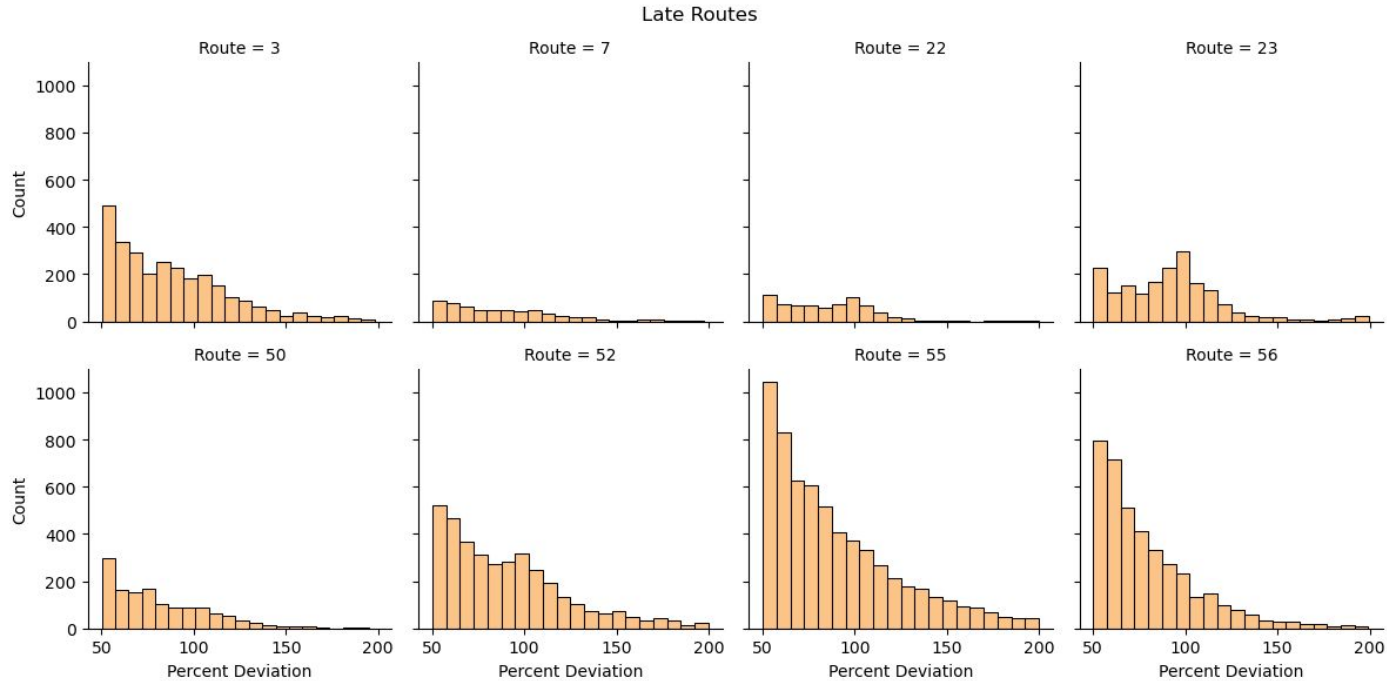 Late Routes
Route = 3
Route = 7
Route = 22
Route = 23
1000
800
600
400
200
0
Count
Route = 50
Route = 52
Route = 55
Route = 56
1000
800
600
400
200
0
Count
50 100 150 200
50 100 150 200
50 100 150 200
50 100 150 200
Percent Deviation
Percent Deviation
Percent Deviation
Percent Deviation